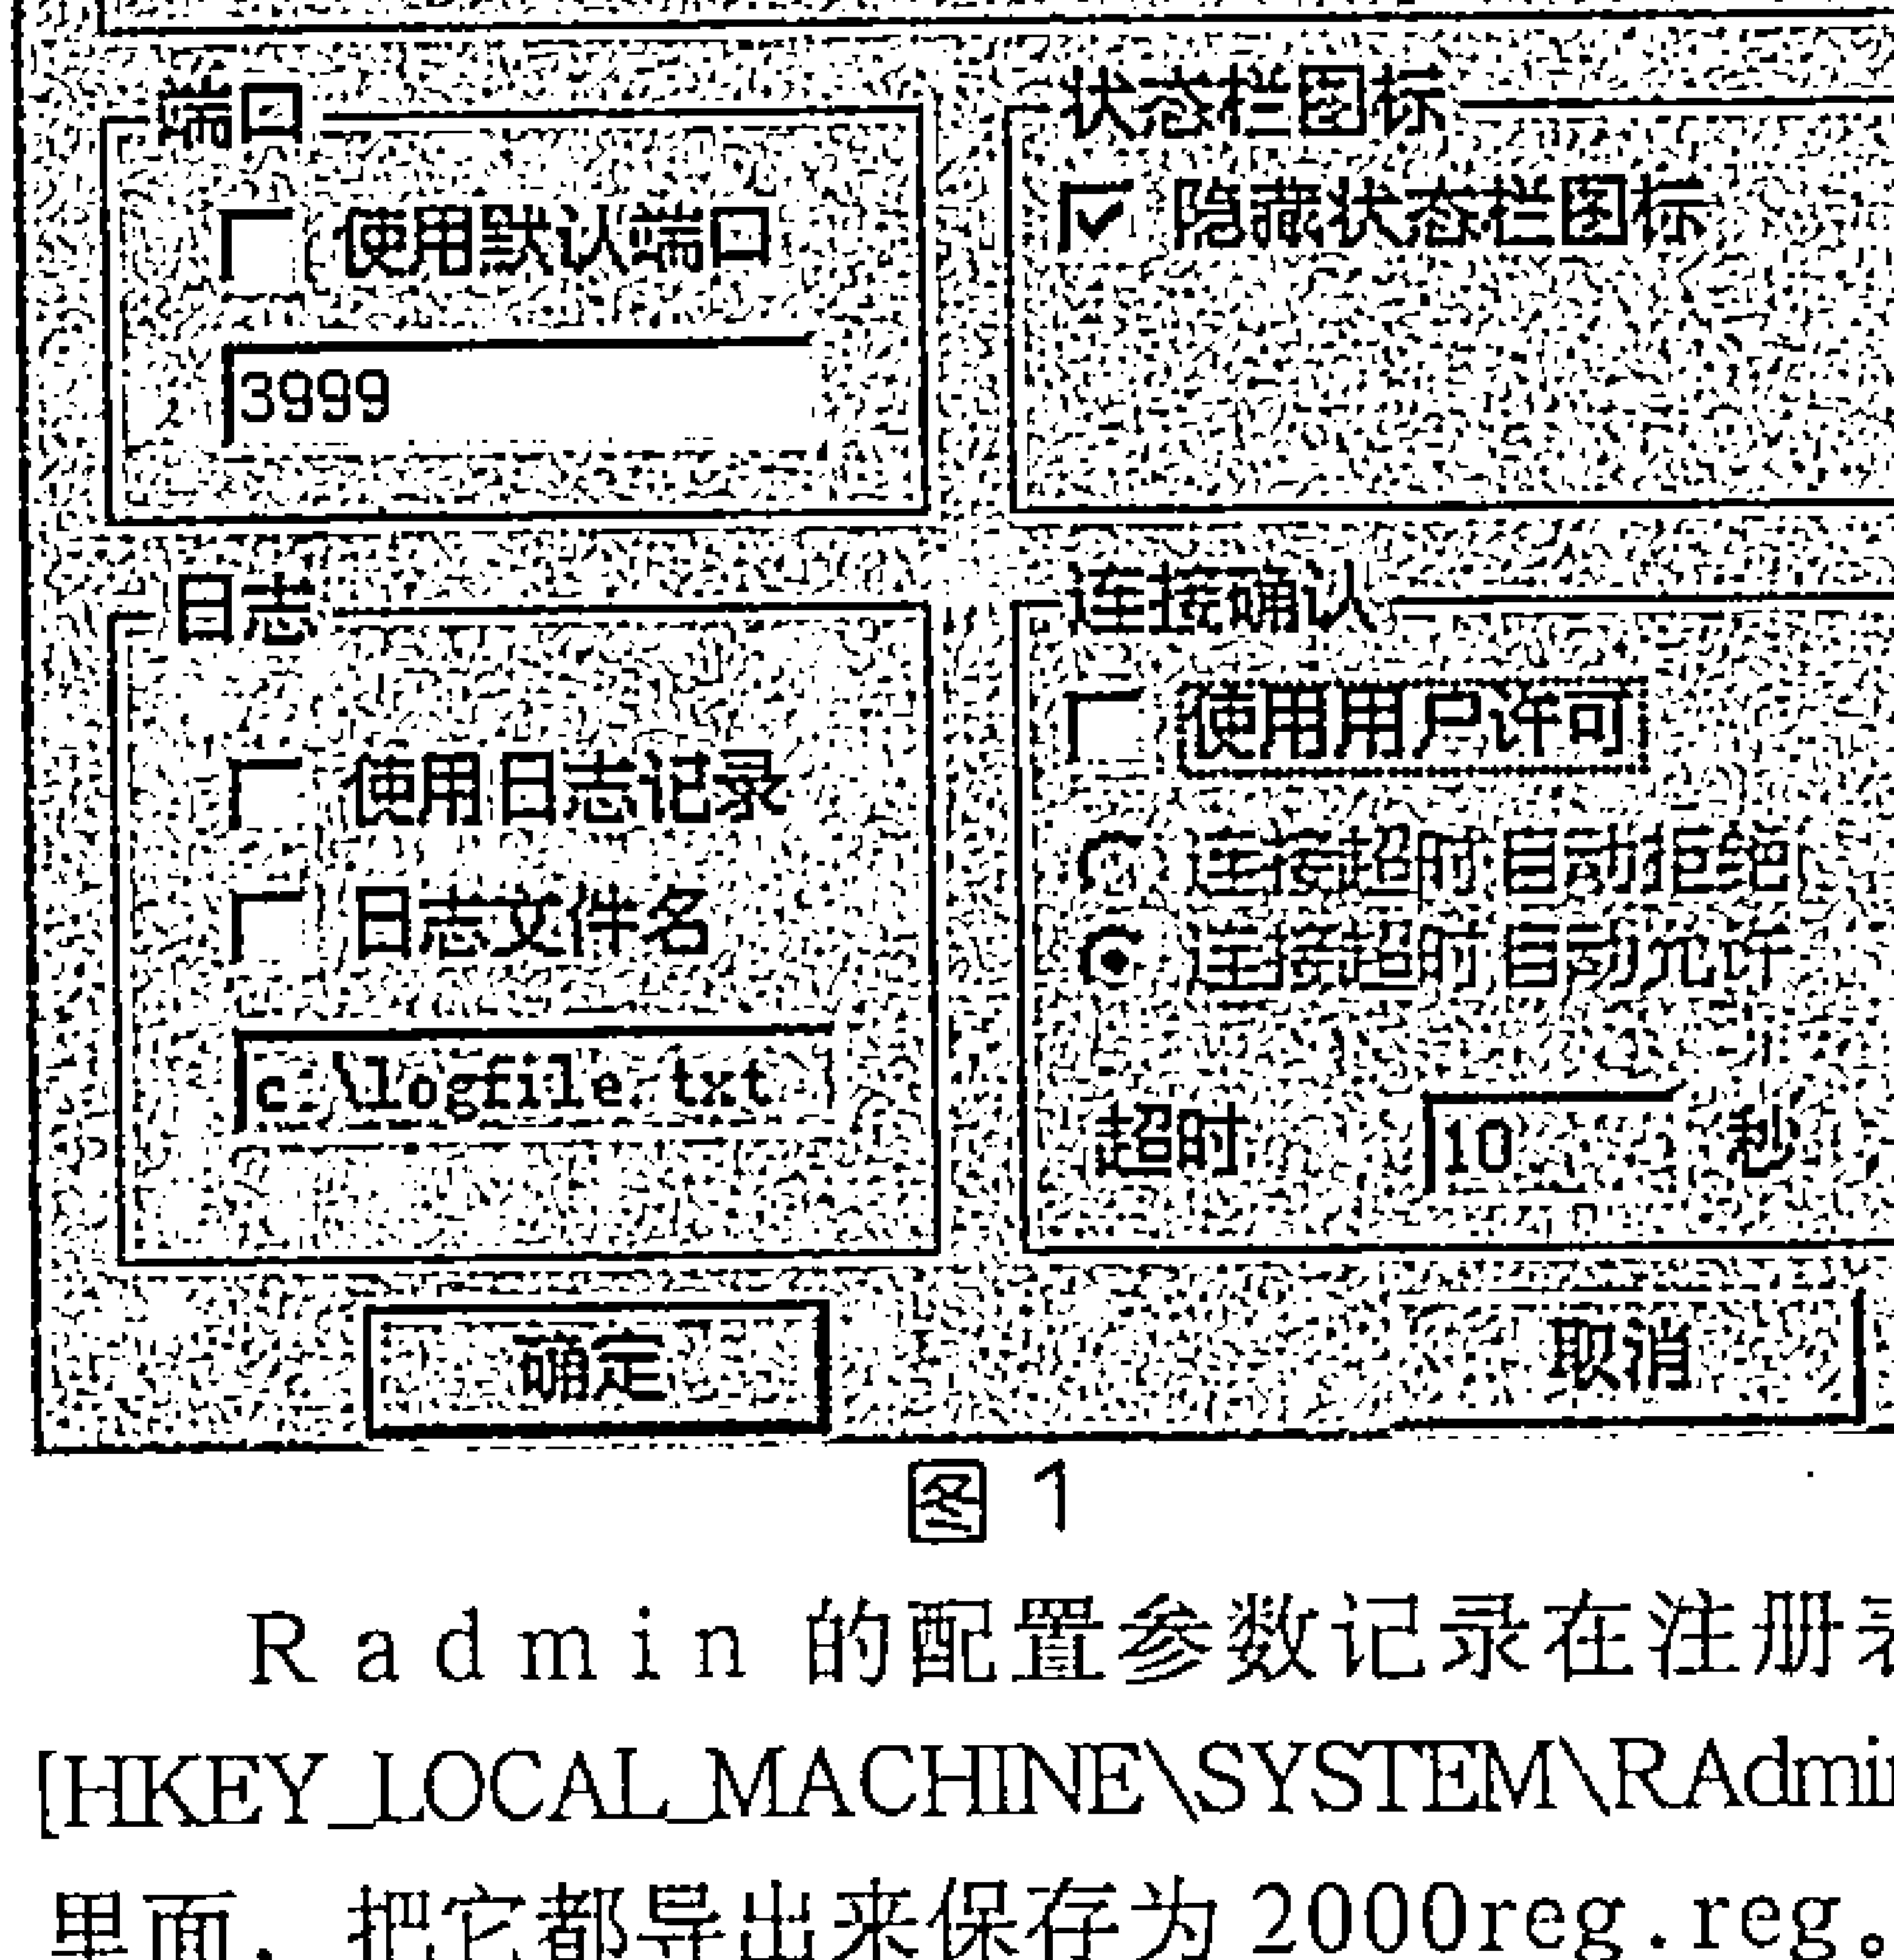 端口
使用默认端口
3999
状态栏图标
隐藏状态栏图标
日志
使用日志记录
日志文件名
c:\logfile.txt
连接确认
使用用户许可
连接超时自动拒绝
连接超时自动允许
超时 10 秒
确定
取消
图 1
Radmin 的配置参数记录在注册表
[HKEY_LOCAL_MACHINE\SYSTEM\RAdmin
里面，把它都导出来保存为 2000reg.reg。